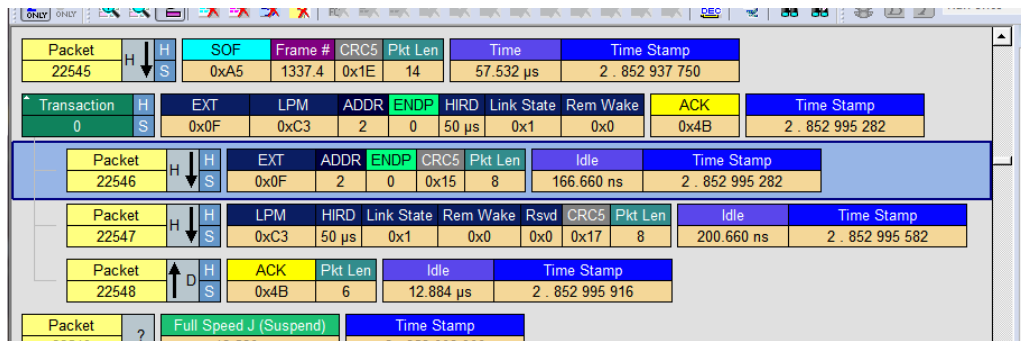 ONLY ONLY DEC
Packet H H SOF Frame # CRC5 Pkt Len Time Time Stamp
22545 S 0xA5 1337.4 0x1E 14 57.532 µs 2 . 852 937 750
Transaction H EXT LPM ADDR ENDP HIRD Link State Rem Wake ACK Time Stamp
0 S 0x0F 0xC3 2 0 50 µs 0x1 0x0 0x4B 2 . 852 995 282
Packet H H EXT ADDR ENDP CRC5 Pkt Len Idle Time Stamp
22546 S 0x0F 2 0 0x15 8 166.660 ns 2 . 852 995 282
Packet H H LPM HIRD Link State Rem Wake Rsvd CRC5 Pkt Len Idle Time Stamp
22547 S 0xC3 50 µs 0x1 0x0 0x0 0x17 8 200.660 ns 2 . 852 995 582
Packet D H ACK Pkt Len Idle Time Stamp
22548 S 0x4B 6 12.884 µs 2 . 852 995 916
Packet ? Full Speed J (Suspend) Time Stamp